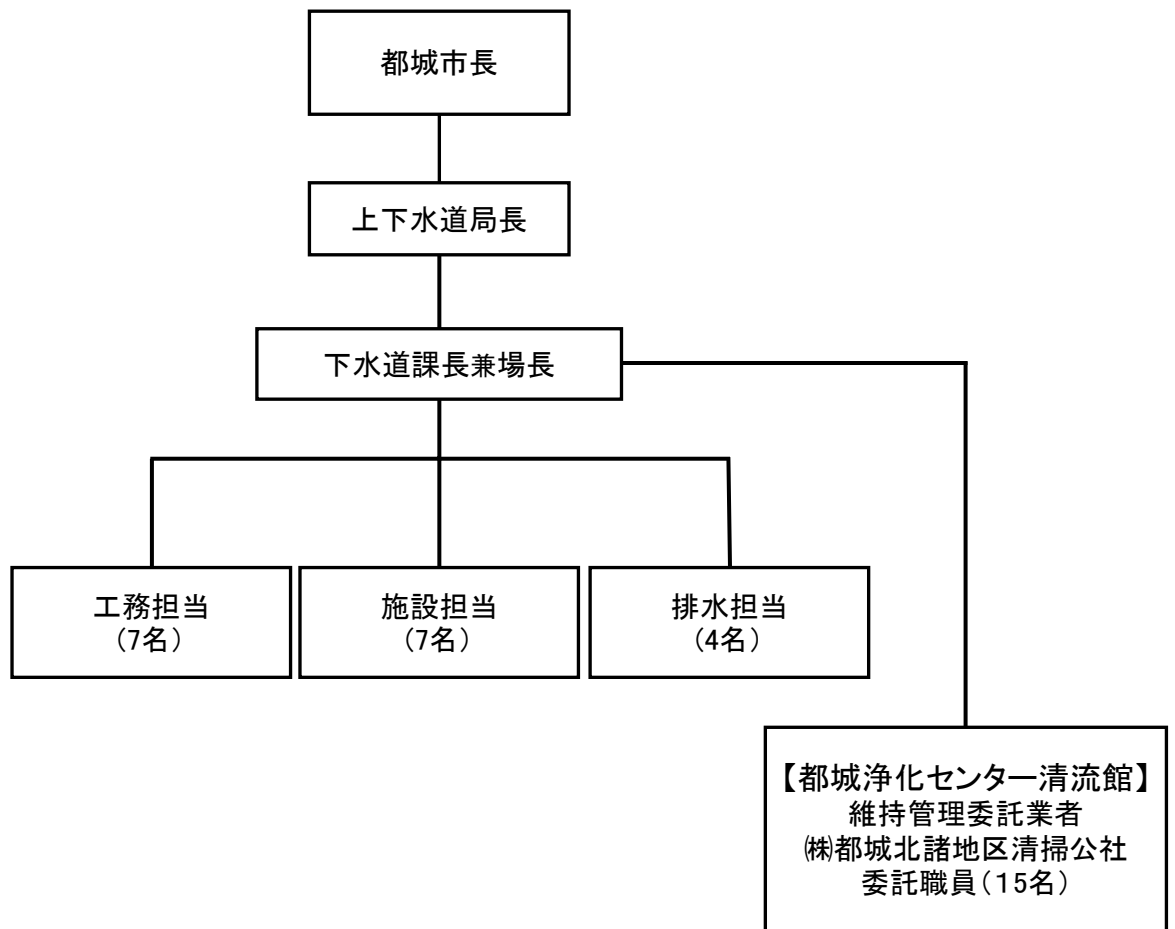 都城市長
上下水道局長
下水道課長兼場長
工務担当
（7名）
施設担当
（7名）
排水担当
（4名）
【都城浄化センター清流館】
維持管理委託業者
㈱都城北諸地区清掃公社
委託職員（１5名）